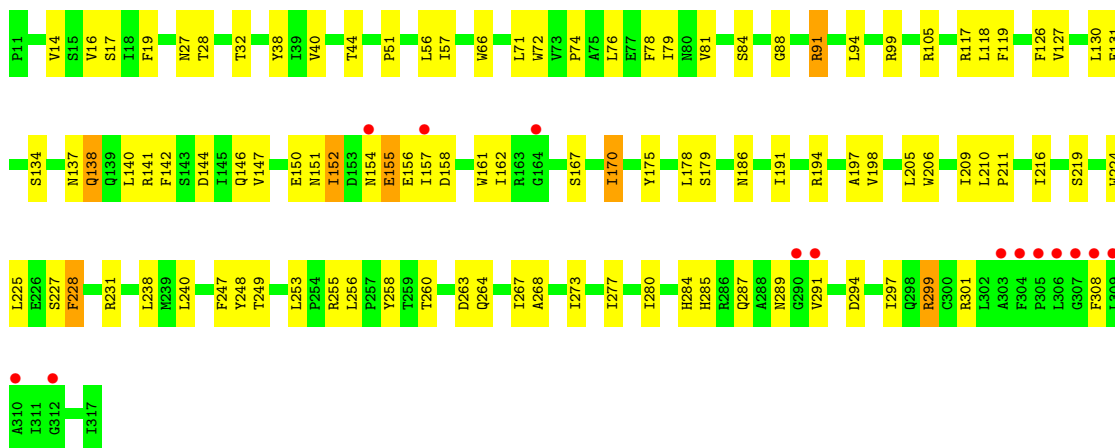 P11 V14 S15 V16 S17 I18 F19 N27 T28 T32 Y38 I39 V40 T44 P51 L56 I57 W66 L71 W72 V73 P74 A75 L76 E77 F78 I79 N80 V81 S84 G88 R91 L94 R99 R105 R117 L118 F119 F126 V127 L130
S134 N137 Q138 Q139 L140 R141 F142 S143 D144 I145 Q146 V147 E150 N151 I152 D153 N154 E155 E156 I157 D158 W161 I162 R163 G164 S167 I170 Y175 L178 S179 N186 I191 R194 A197 V198 L205 W206 I209 L210 P211 I216 S219
L225 E226 S227 F228 R231 L238 M239 L240 F247 Y248 T249 L253 P254 R255 L256 P257 Y258 T259 T260 D263 Q264 I267 A268 I273 I277 I280 H284 H285 R286 Q287 A288 N289 G290 V291 D294 I297 Q298 R299 C300 R301 L302 A303 F304 P305 L306 G307 F308
A310 I311 G312 I317